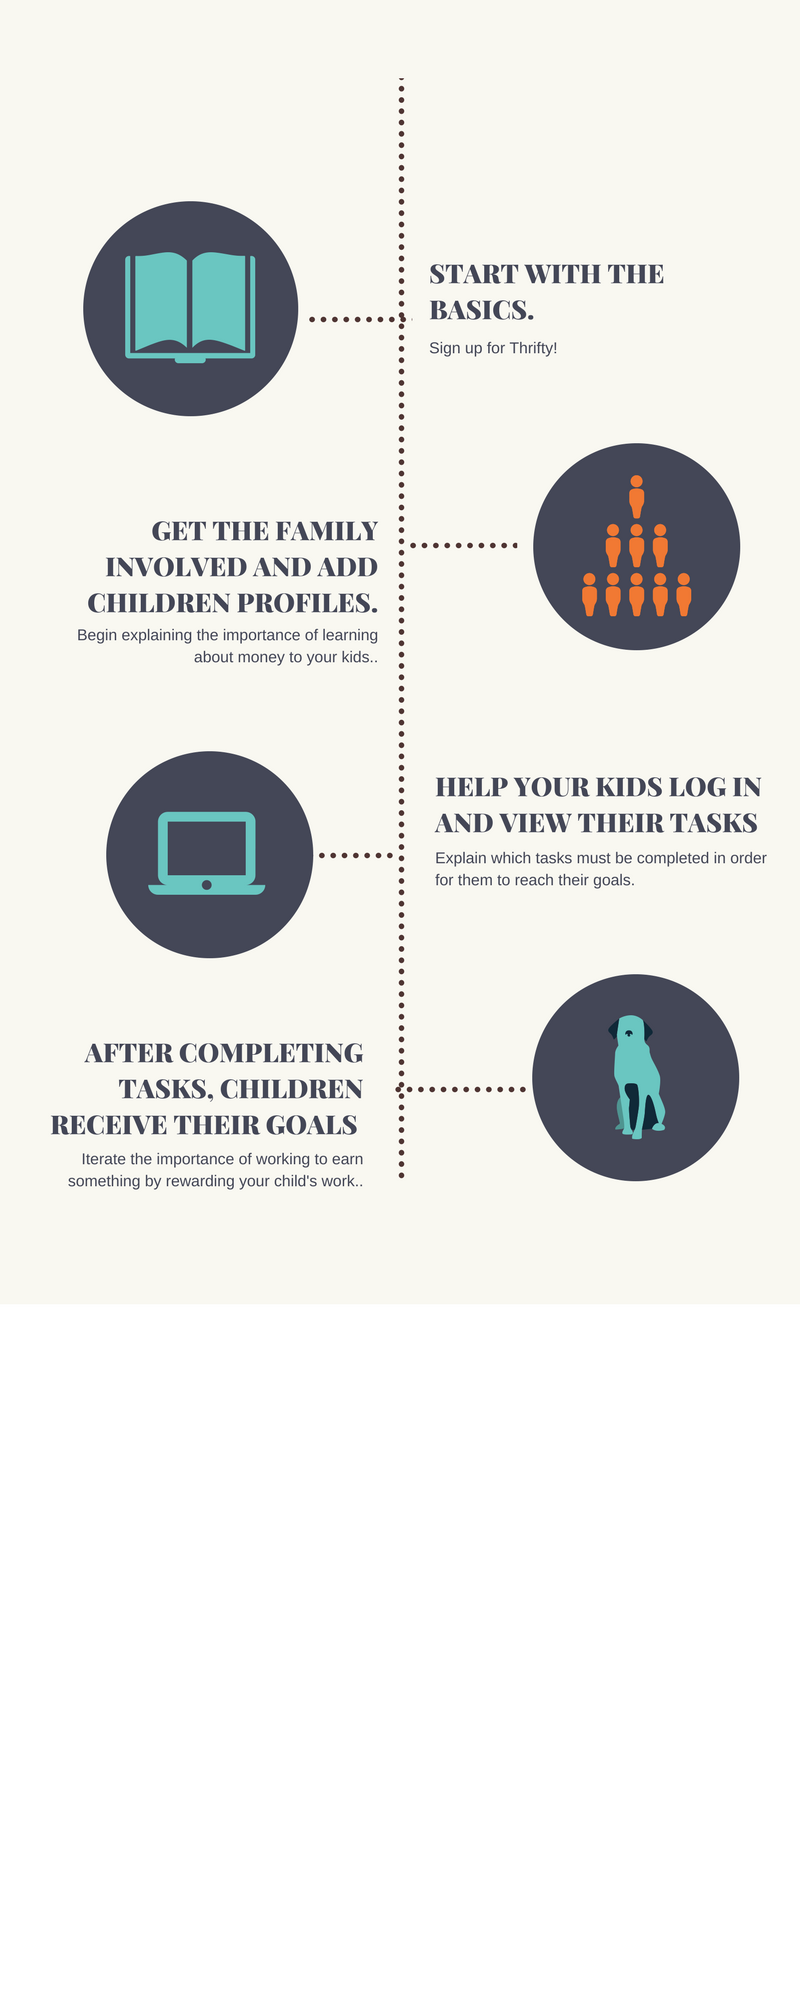 START WITH THE
BASICS.
Sign up for Thrifty!
GET THE FAMILY
INVOLVED AND ADD
CHILDREN PROFILES.
Begin explaining the importance of learning
about money to your kids..
HELP YOUR KIDS LOG IN
AND VIEW THEIR TASKS
Explain which tasks must be completed in order
for them to reach their goals.
AFTER COMPLETING
TASKS, CHILDREN
RECEIVE THEIR GOALS
Iterate the importance of working to earn
something by rewarding your child's work..